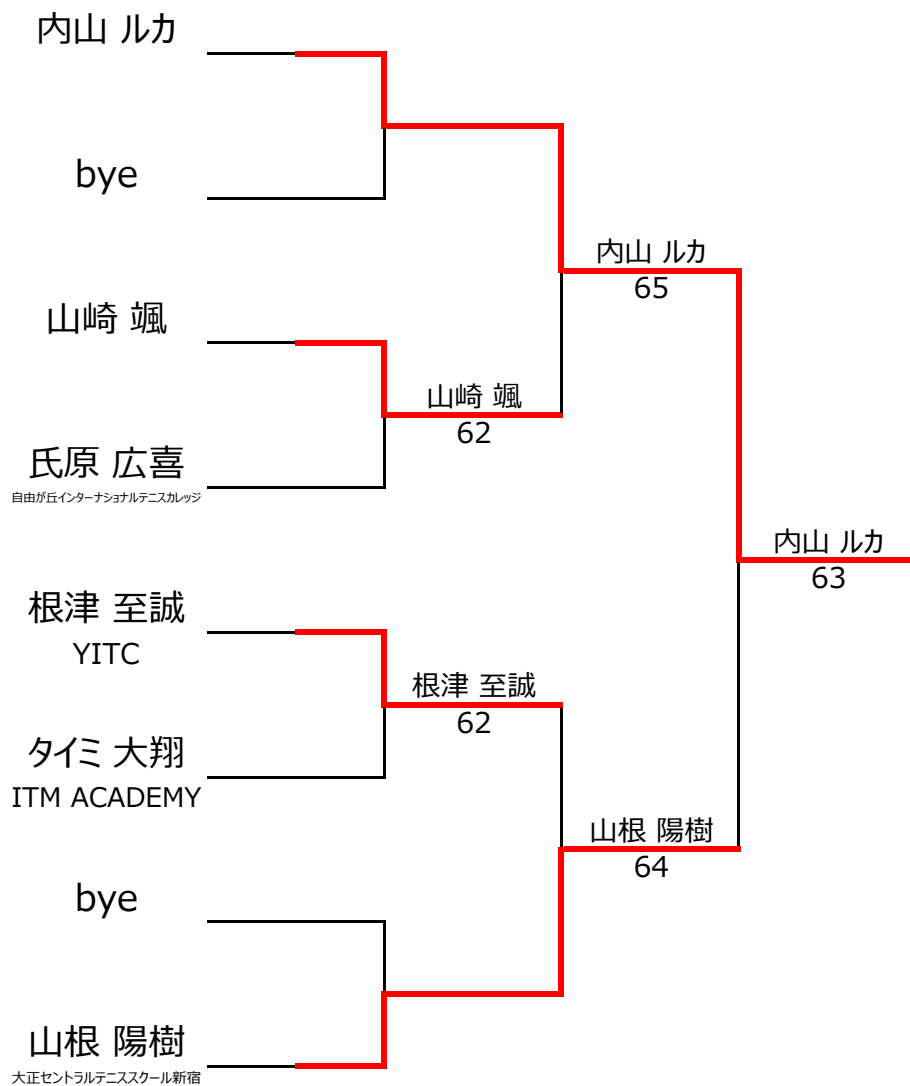 内山 ルカ
bye
山崎 颯
氏原 広喜
自由が丘インターナショナルテニスカレッジ
根津 至誠
YITC
タイミ 大翔
ITM ACADEMY
bye
山根 陽樹
大正セントラルテニススクール新宿
山崎 颯
62
根津 至誠
62
内山 ルカ
65
山根 陽樹
64
内山 ルカ
63